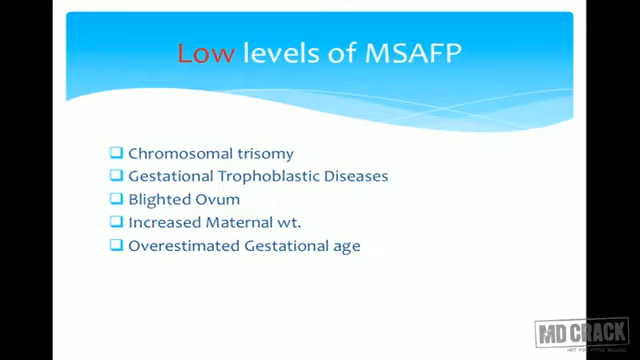 Low levels of MSAFP
Chromosomal trisomy
Gestational Trophoblastic Diseases
Blighted Ovum
Increased Maternal wt.
Overestimated Gestational age
MD CRACK